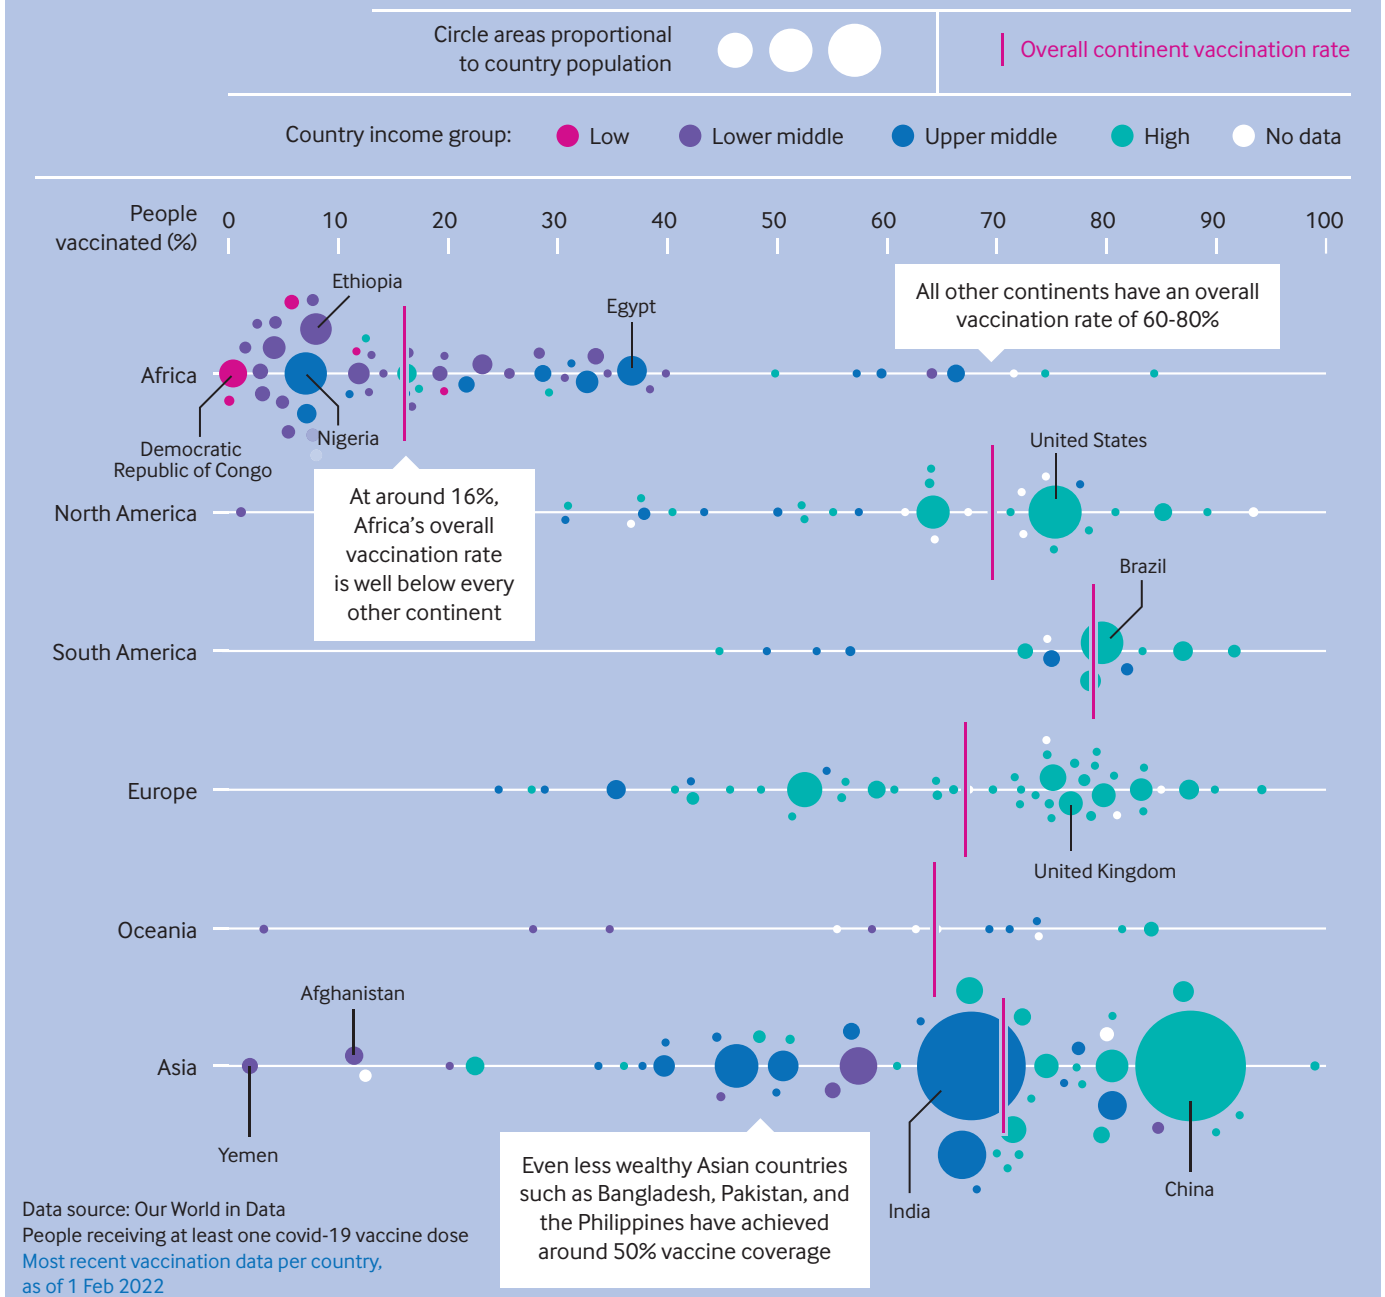 Circle areas proportional
to country population
Overall continent vaccination rate
Country income group:
Low
Lower middle
Upper middle
High
No data
People
vaccinated (%)
0
10
20
30
40
50
60
70
80
90
100
All other continents have an overall
vaccination rate of 60-80%
Ethiopia
Egypt
Africa
Nigeria
Democratic
Republic of Congo
United States
At around 16%,
Africa's overall
vaccination rate
is well below every
other continent
North America
Brazil
South America
Europe
United Kingdom
Oceania
Afghanistan
Asia
Yemen
Even less wealthy Asian countries
such as Bangladesh, Pakistan, and
the Philippines have achieved
around 50% vaccine coverage
India
China
Data source: Our World in Data
People receiving at least one covid-19 vaccine dose
Most recent vaccination data per country,
as of 1 Feb 2022